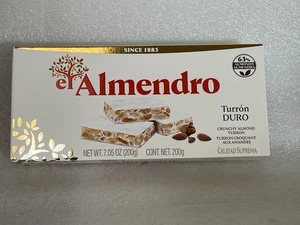 SINCE 1883
el Almendro
63%
Turrón
DURO
CRUNCHY ALMOND
TURRON
TURRON CROQUANT
AUX AMANDES
CALIDAD SUPREMA
NET WT. 7.05 OZ (200g) CONT. NET. 200g